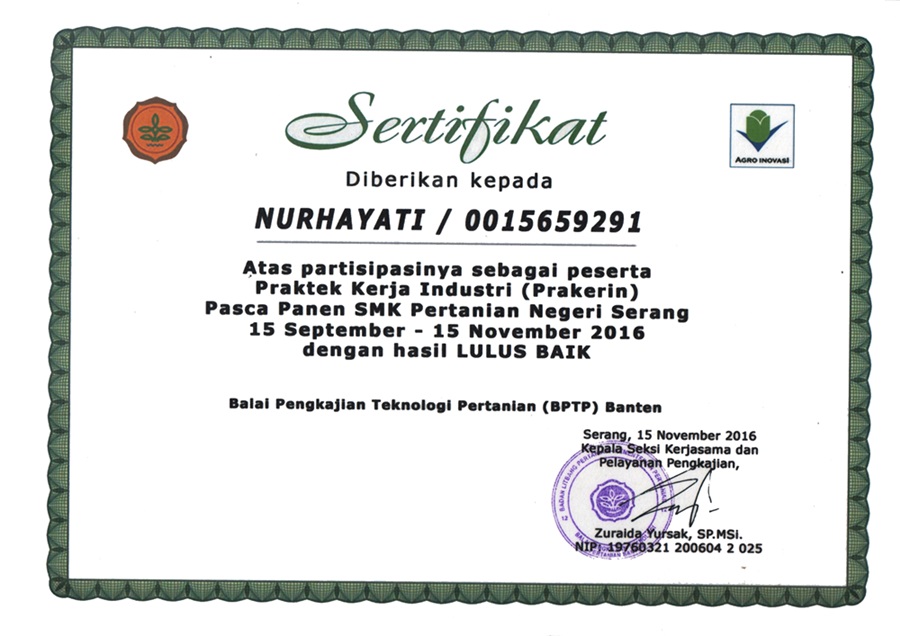 Sertifikat
AGRO INOVASI
Diberikan kepada
NURHAYATI / 0015659291
Atas partisipasinya sebagai peserta
Praktek Kerja Industri (Prakerin)
Pasca Panen SMK Pertanian Negeri Serang
15 September - 15 November 2016
dengan hasil LULUS BAIK
Balai Pengkajian Teknologi Pertanian (BPTP) Banten
Serang, 15 November 2016
Kepala Seksi Kerjasama dan
Pelayanan Pengkajian,
BADAN LITBANG
Zuraida Yursak, SP.MSi.
NIP: 19760321 200604 2 025